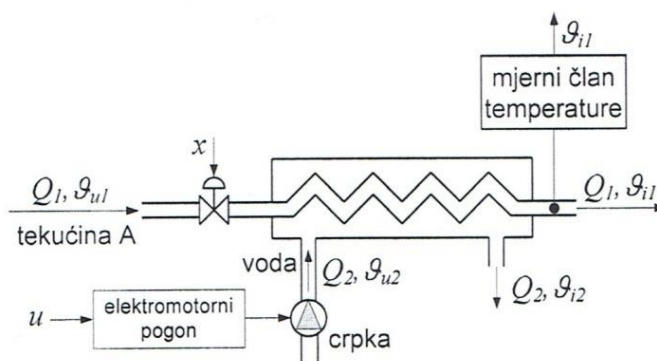 ϑi1
mjerni član
temperature
x
Q1, ϑu1
Q1, ϑi1
tekućina A
voda
Q2, ϑu2
Q2, ϑi2
u
elektromotorni
pogon
crpka